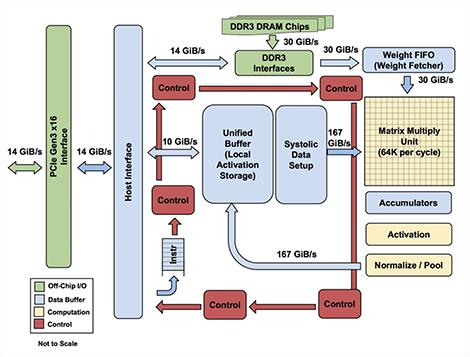 DDR3 DRAM Chips
14 GiB/s
30 GiB/s
30 GiB/s
DDR3
Interfaces
Weight FIFO
(Weight Fetcher)
Control
Control
30 GiB/s
14 GiB/s
PCIe Gen3 x16
Interface
14 GiB/s
Host Interface
10 GiB/s
Unified
Buffer
(Local
Activation
Storage)
Systolic
Data
Setup
167
GiB/s
Matrix Multiply
Unit
(64K per cycle)
Control
Accumulators
Activation
Instr
167 GiB/s
Normalize / Pool
Off-Chip I/O
Data Buffer
Computation
Control
Control
Control
Control
Not to Scale